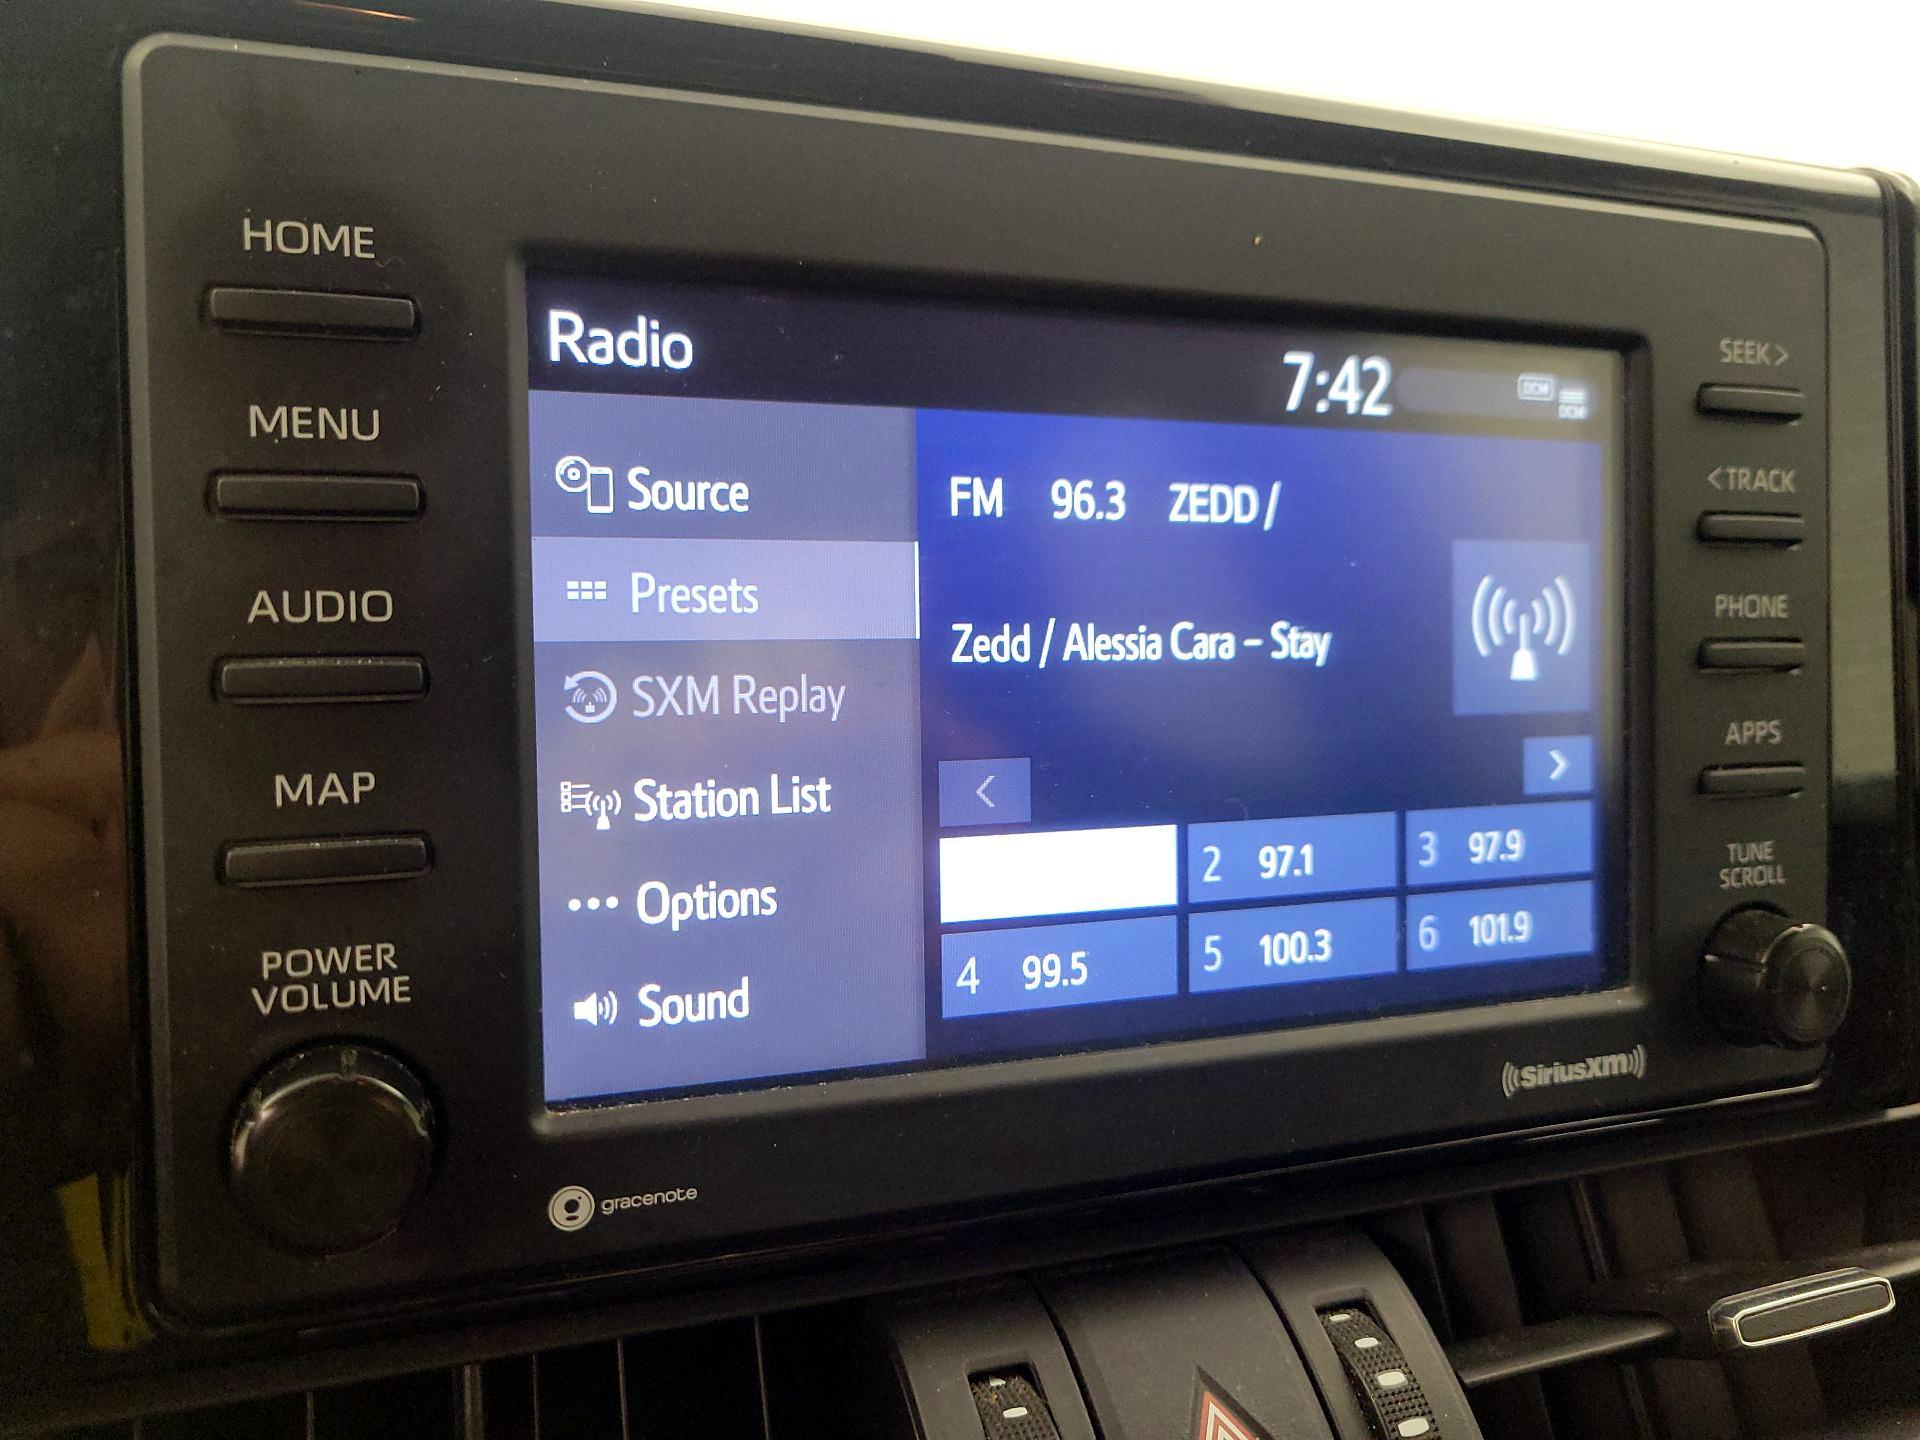 HOME
MENU
AUDIO
MAP
POWER
VOLUME
Radio
7:42
DCM
DCM
Source
Presets
SXM Replay
Station List
Options
Sound
FM 96.3 ZEDD /
Zedd / Alessia Cara – Stay
<
>
2 97.1
3 97.9
4 99.5
5 100.3
6 101.9
SEEK >
< TRACK
PHONE
APPS
TUNE
SCROLL
gracenote
((SiriusXM))